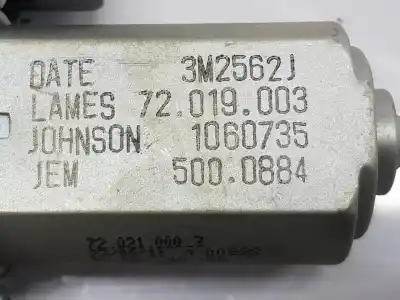 DATE 3M2562J
LAMES 72.019.003
JOHNSON 1060735
JEM 500.0884